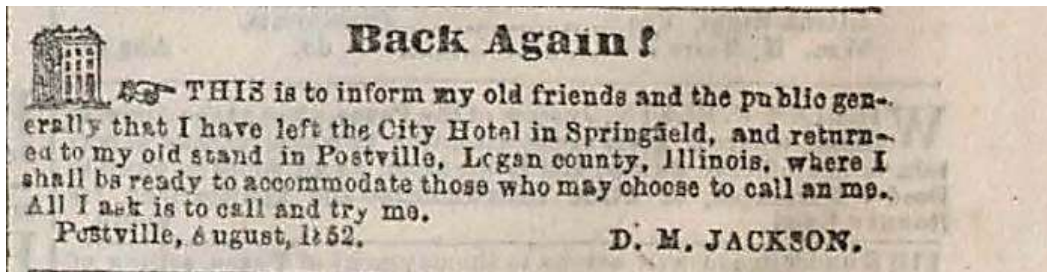 Back Again!
THIS is to inform my old friends and the public gen-
erally that I have left the City Hotel in Springfield, and return-
ed to my old stand in Postville, Logan county, Illinois, where I
shall be ready to accommodate those who may choose to call an me.
All I ask is to call and try me.
Postville, August, 1852. D. M. JACKSON.